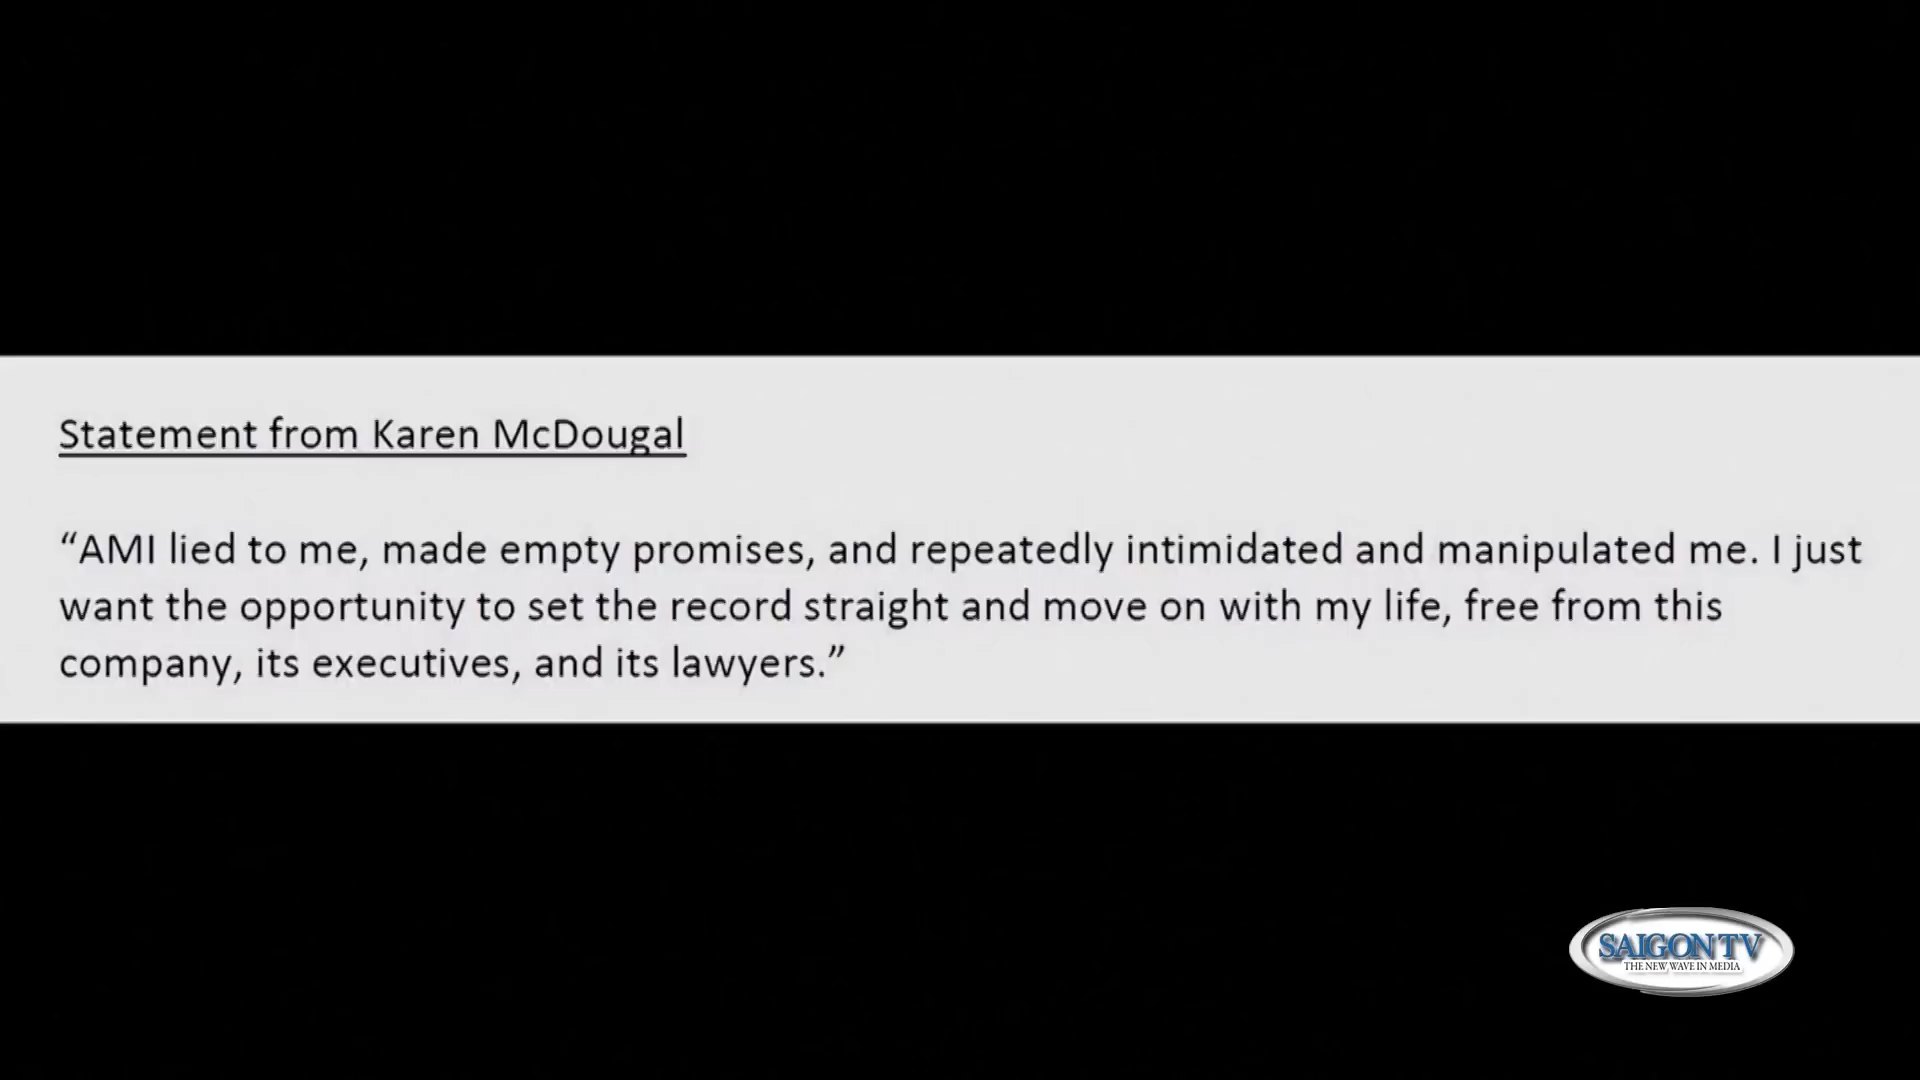 Statement from Karen McDougal
“AMI lied to me, made empty promises, and repeatedly intimidated and manipulated me. I just
want the opportunity to set the record straight and move on with my life, free from this
company, its executives, and its lawyers.”
SAIGON TV
THE NEW WAVE IN MEDIA